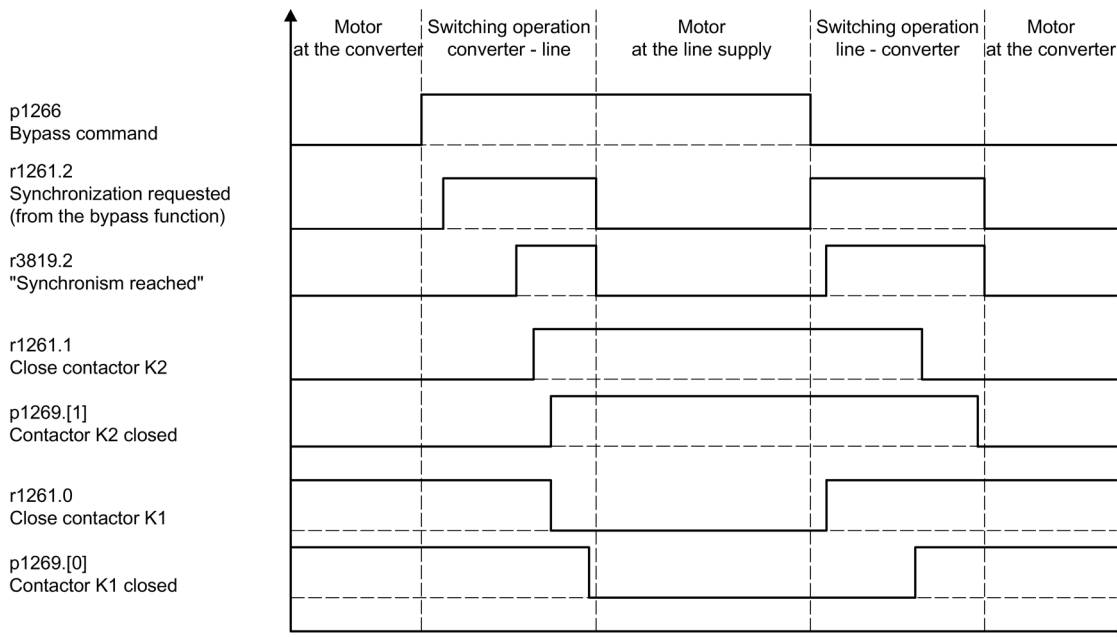 Motor
at the converter
Switching operation
converter - line
Motor
at the line supply
Switching operation
line - converter
Motor
at the converter
p1266
Bypass command
r1261.2
Synchronization requested
(from the bypass function)
r3819.2
"Synchronism reached"
r1261.1
Close contactor K2
p1269.[1]
Contactor K2 closed
r1261.0
Close contactor K1
p1269.[0]
Contactor K1 closed